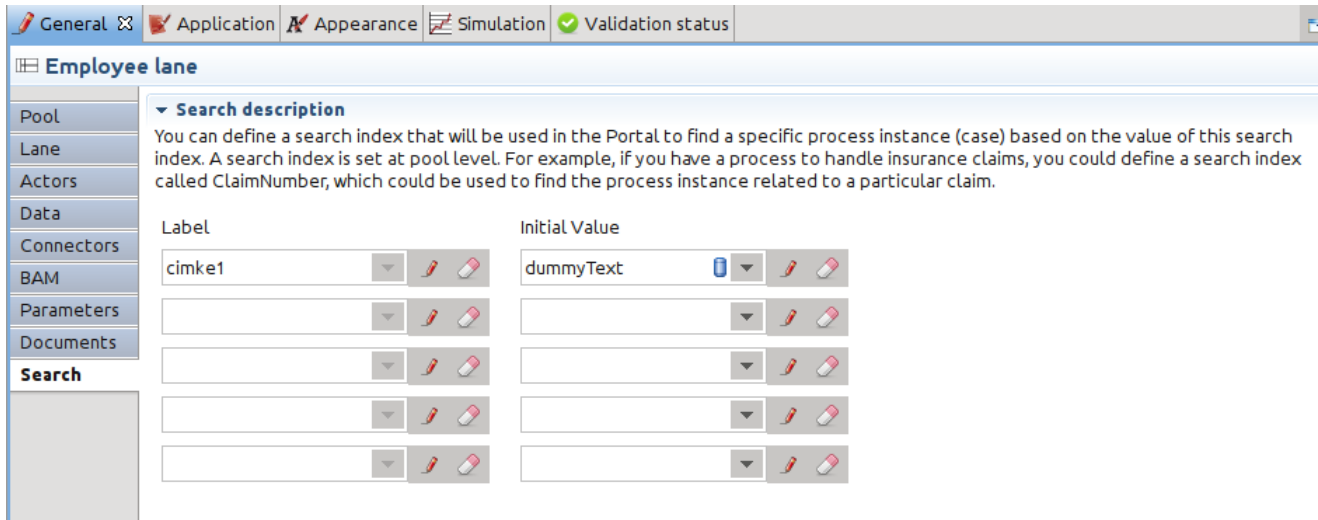 General
Application
Appearance
Simulation
Validation status
Employee lane
Pool
Lane
Actors
Data
Connectors
BAM
Parameters
Documents
Search
Search description
You can define a search index that will be used in the Portal to find a specific process instance (case) based on the value of this search
index. A search index is set at pool level. For example, if you have a process to handle insurance claims, you could define a search index
called ClaimNumber, which could be used to find the process instance related to a particular claim.
Label
Initial Value
cimke1
dummyText